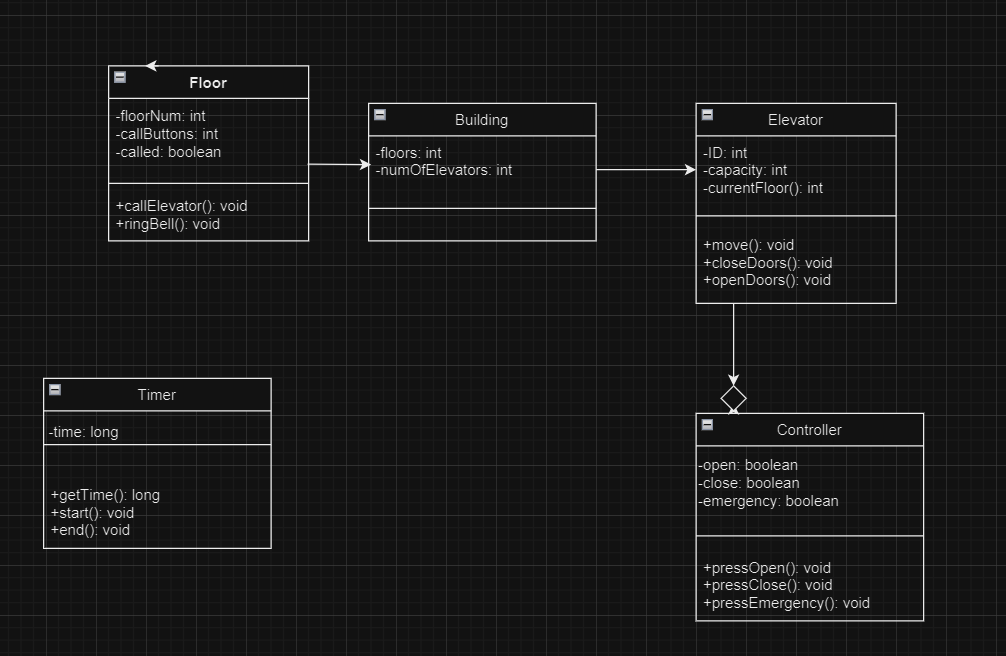 Floor
-floorNum: int
-callButtons: int
-called: boolean
+callElevator(): void
+ringBell(): void
Building
-floors: int
-numOfElevators: int
Elevator
-ID: int
-capacity: int
-currentFloor(): int
+move(): void
+closeDoors(): void
+openDoors(): void
Timer
-time: long
+getTime(): long
+start(): void
+end(): void
Controller
-open: boolean
-close: boolean
-emergency: boolean
+pressOpen(): void
+pressClose(): void
+pressEmergency(): void